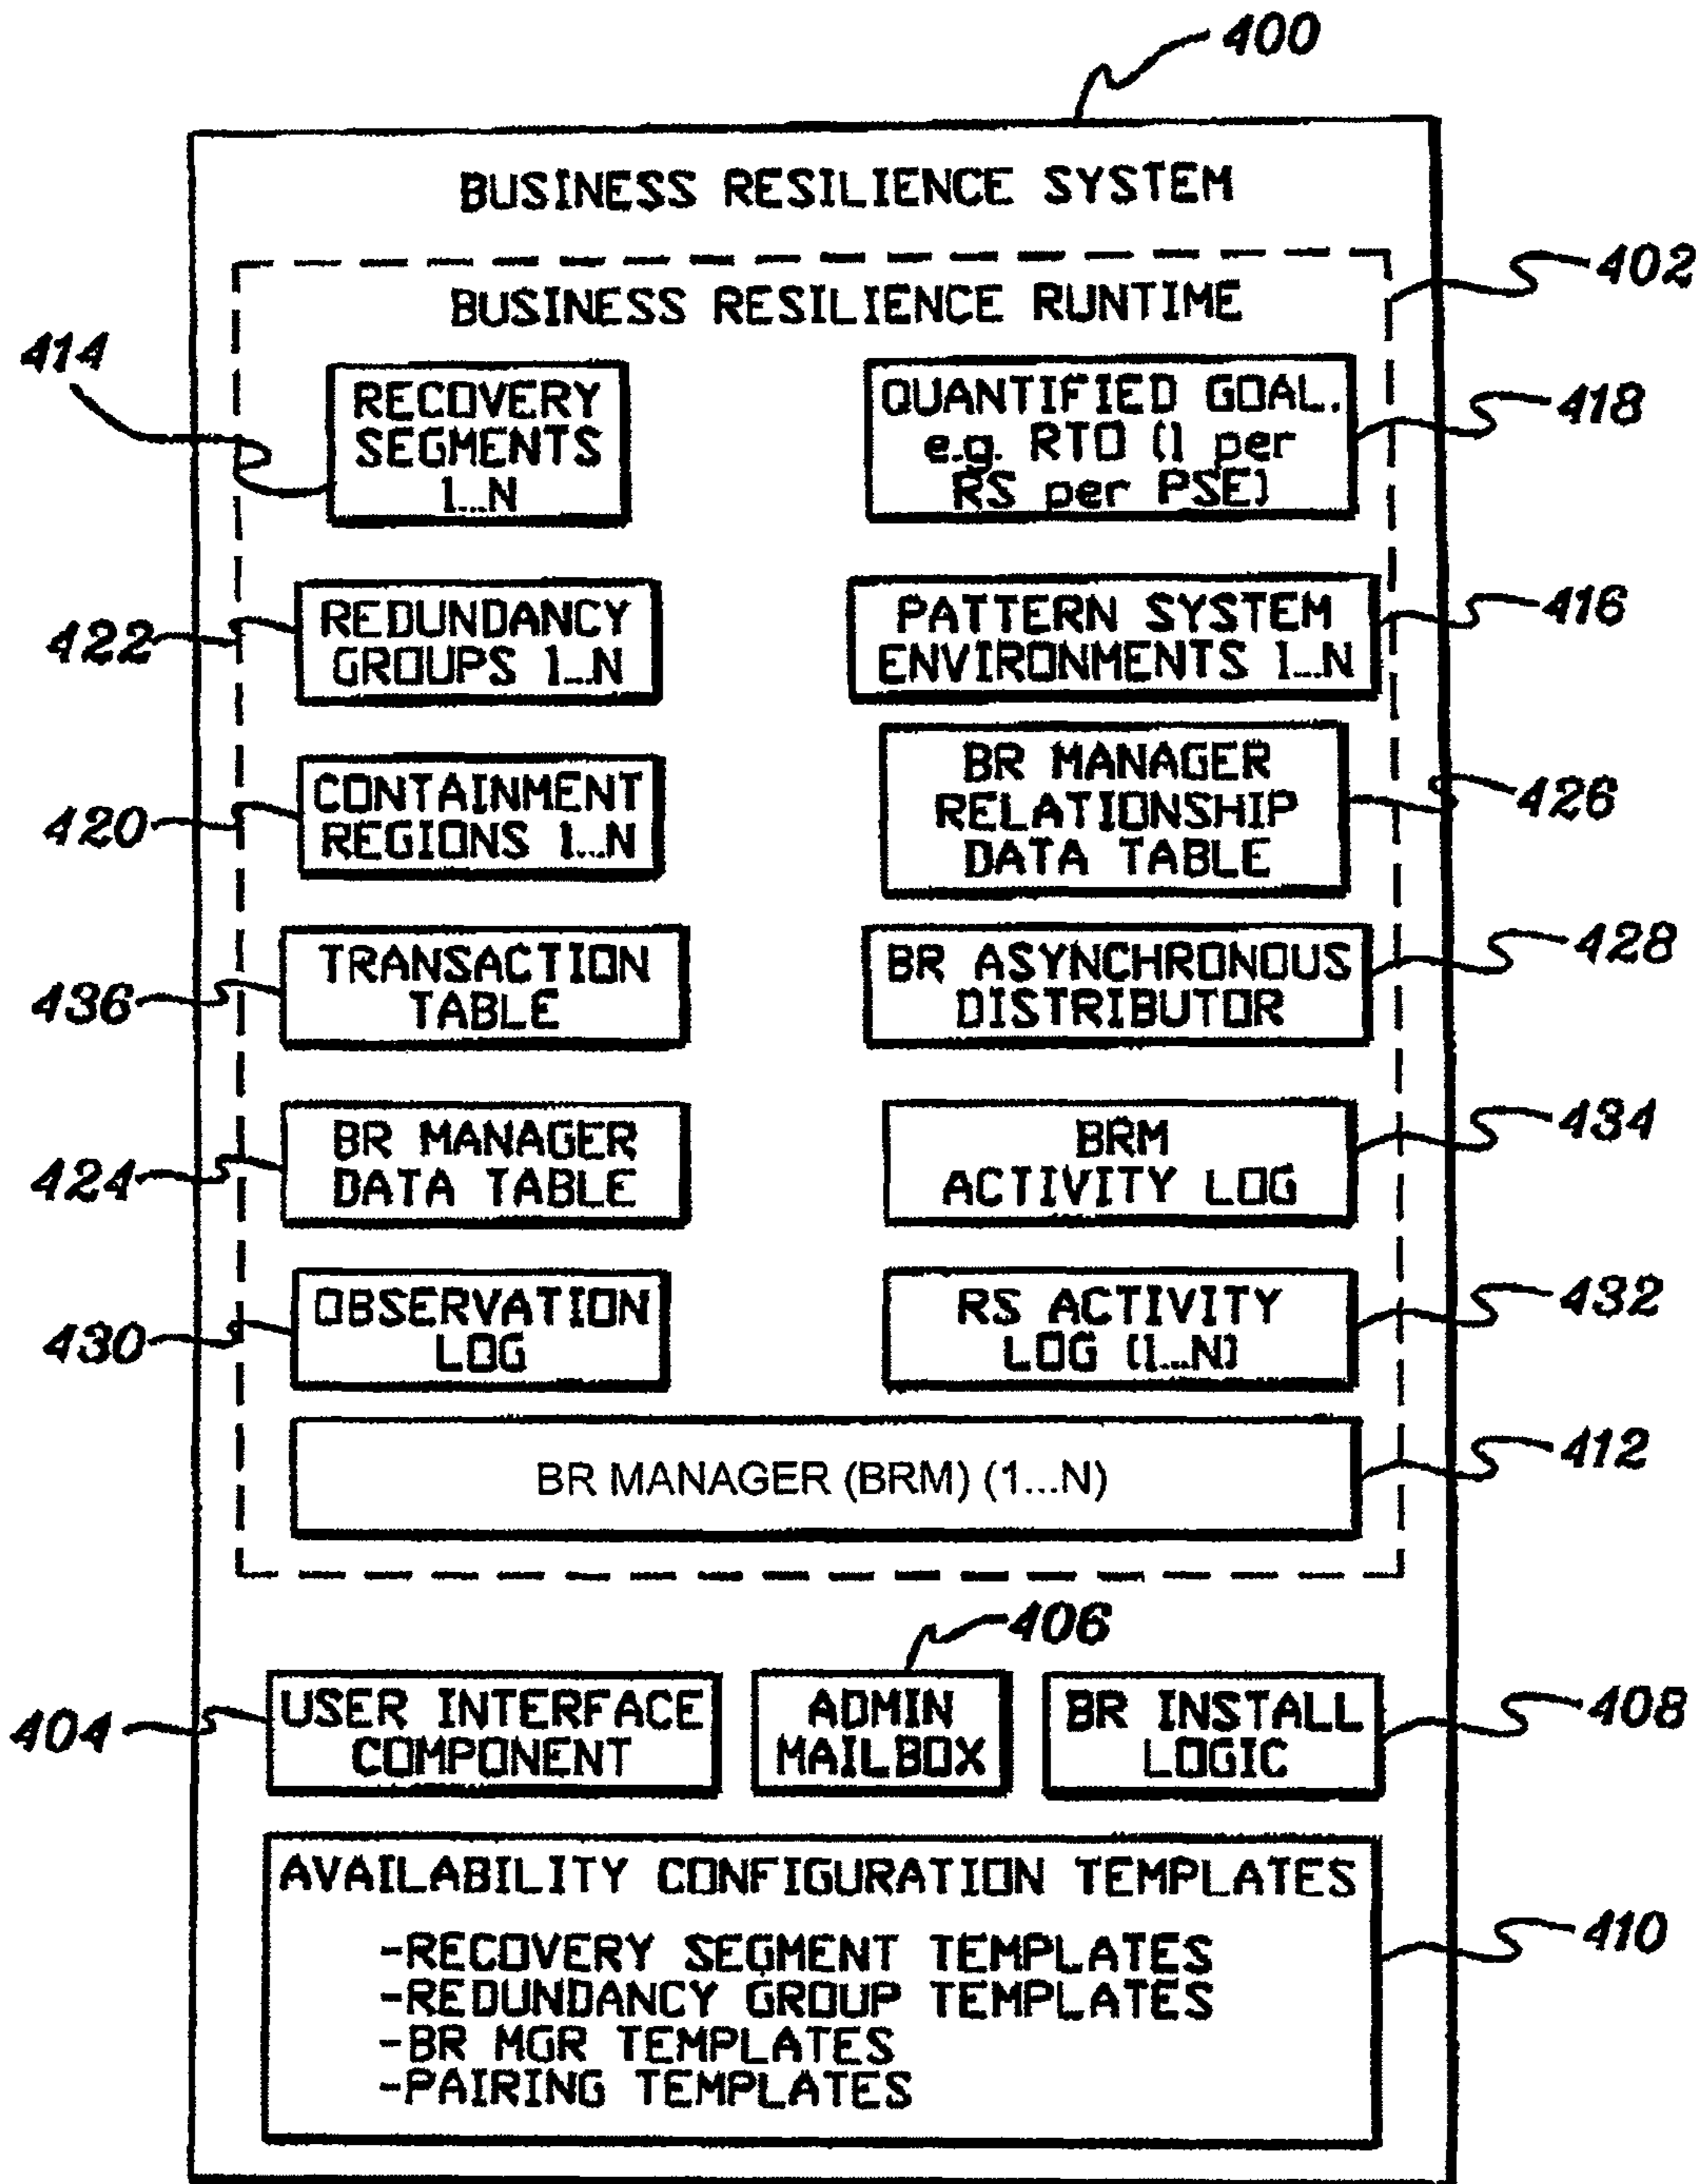 400
BUSINESS RESILIENCE SYSTEM
402
BUSINESS RESILIENCE RUNTIME
414
RECOVERY
SEGMENTS
1...N
QUANTIFIED GOAL.
e.g. RTO (1 per
RS per PSE)
418
422
REDUNDANCY
GROUPS 1...N
PATTERN SYSTEM
ENVIRONMENTS 1...N
416
420
CONTAINMENT
REGIONS 1...N
BR MANAGER
RELATIONSHIP
DATA TABLE
426
436
TRANSACTION
TABLE
BR ASYNCHRONOUS
DISTRIBUTOR
428
424
BR MANAGER
DATA TABLE
BRM
ACTIVITY LOG
434
430
OBSERVATION
LOG
RS ACTIVITY
LOG (1...N)
432
BR MANAGER (BRM) (1...N)
412
406
404
USER INTERFACE
COMPONENT
ADMIN
MAILBOX
BR INSTALL
LOGIC
408
AVAILABILITY CONFIGURATION TEMPLATES
-RECOVERY SEGMENT TEMPLATES
-REDUNDANCY GROUP TEMPLATES
-BR MGR TEMPLATES
-PAIRING TEMPLATES
410